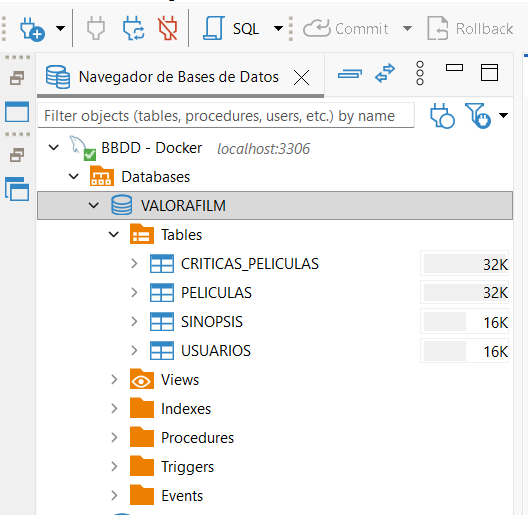 SQL Commit Rollback
Navegador de Bases de Datos
Filter objects (tables, procedures, users, etc.) by name
BBDD - Docker localhost:3306
Databases
VALORAFILM
Tables
CRITICAS_PELICULAS 32K
PELICULAS 32K
SINOPSIS 16K
USUARIOS 16K
Views
Indexes
Procedures
Triggers
Events